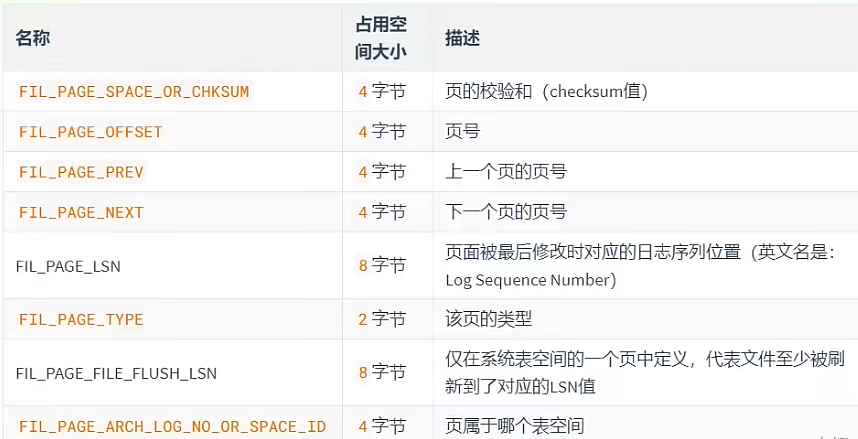 名称
占用空
间大小
描述
FIL_PAGE_SPACE_OR_CHKSUM
4 字节
页的校验和（checksum值）
FIL_PAGE_OFFSET
4 字节
页号
FIL_PAGE_PREV
4 字节
上一个页的页号
FIL_PAGE_NEXT
4 字节
下一个页的页号
FIL_PAGE_LSN
8 字节
页面被最后修改时对应的日志序列位置（英文名是：
Log Sequence Number）
FIL_PAGE_TYPE
2 字节
该页的类型
FIL_PAGE_FILE_FLUSH_LSN
8 字节
仅在系统表空间的一个页中定义，代表文件至少被刷
新到了对应的LSN值
FIL_PAGE_ARCH_LOG_NO_OR_SPACE_ID
4 字节
页属于哪个表空间